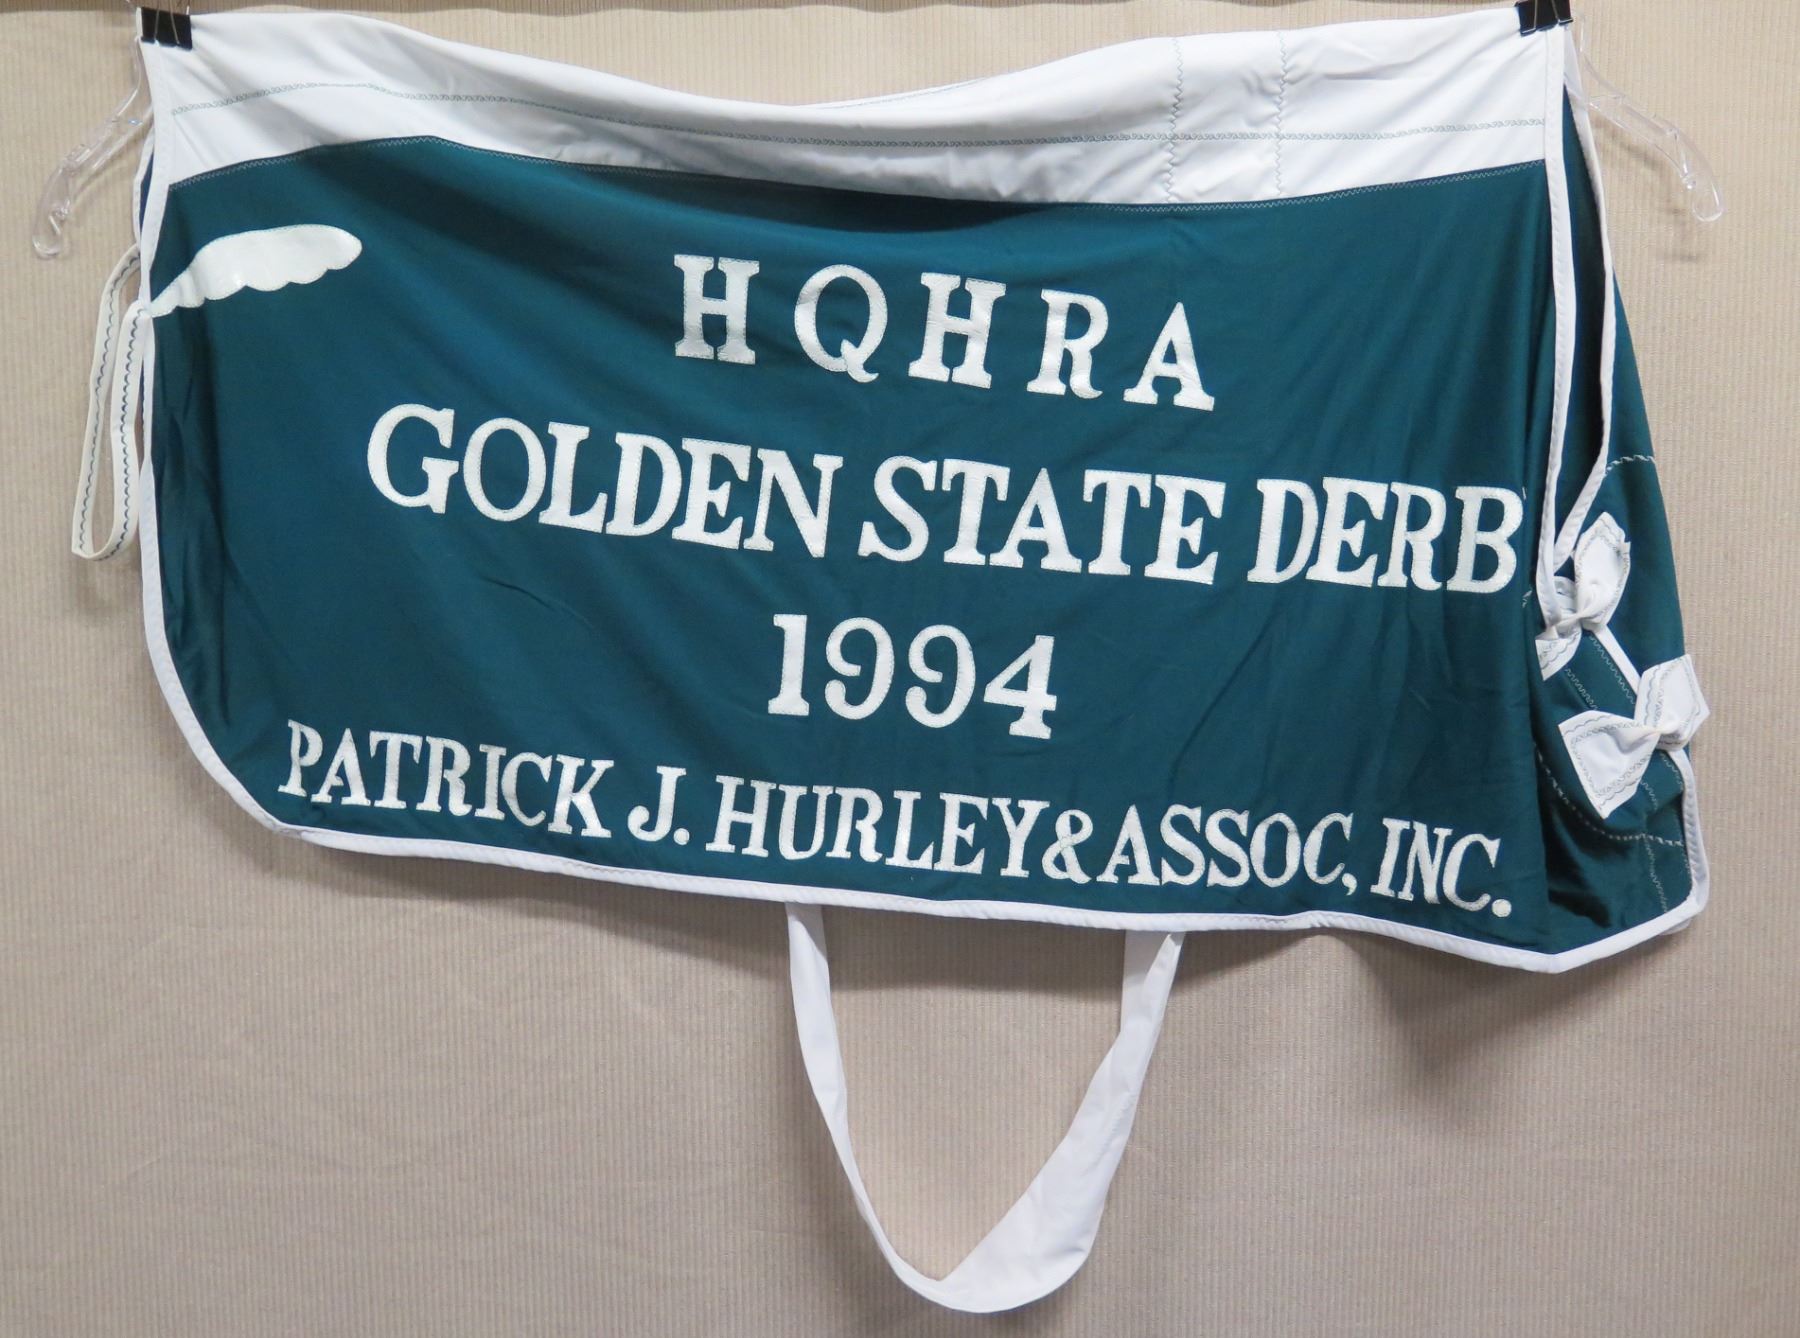 HQHRA
GOLDEN STATE DERB
1994
PATRICK J. HURLEY & ASSOC, INC.